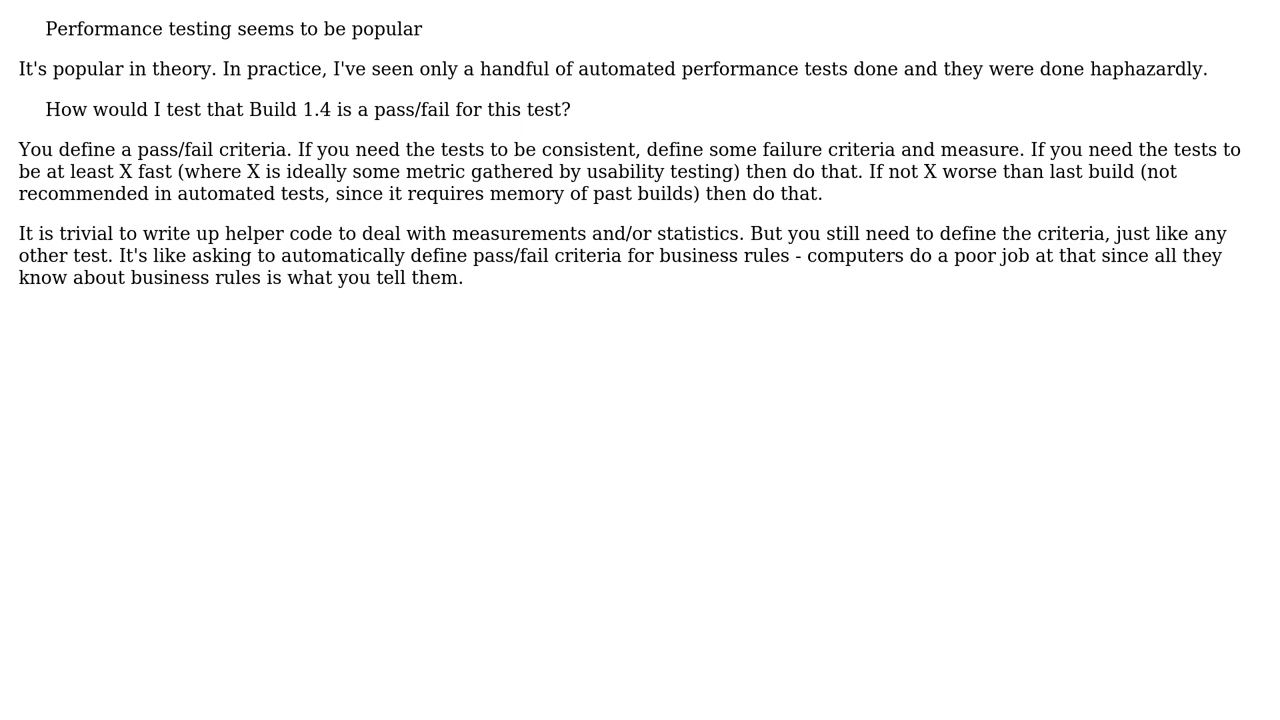 Performance testing seems to be popular
It's popular in theory. In practice, I've seen only a handful of automated performance tests done and they were done haphazardly.
How would I test that Build 1.4 is a pass/fail for this test?
You define a pass/fail criteria. If you need the tests to be consistent, define some failure criteria and measure. If you need the tests to
be at least X fast (where X is ideally some metric gathered by usability testing) then do that. If not X worse than last build (not
recommended in automated tests, since it requires memory of past builds) then do that.
It is trivial to write up helper code to deal with measurements and/or statistics. But you still need to define the criteria, just like any
other test. It's like asking to automatically define pass/fail criteria for business rules - computers do a poor job at that since all they
know about business rules is what you tell them.